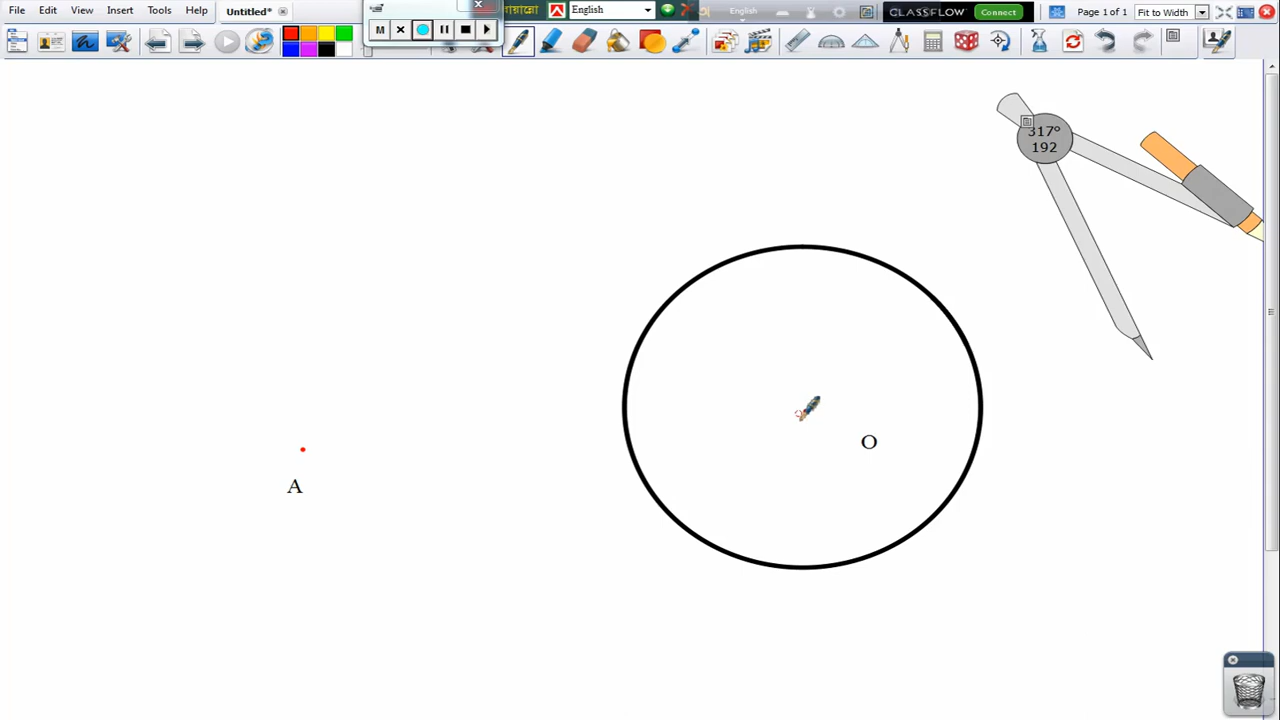 File Edit View Insert Tools Help Untitled* English English CLASSFLOW Connect Page 1 of 1 Fit to Width
M
317°
192
O
A